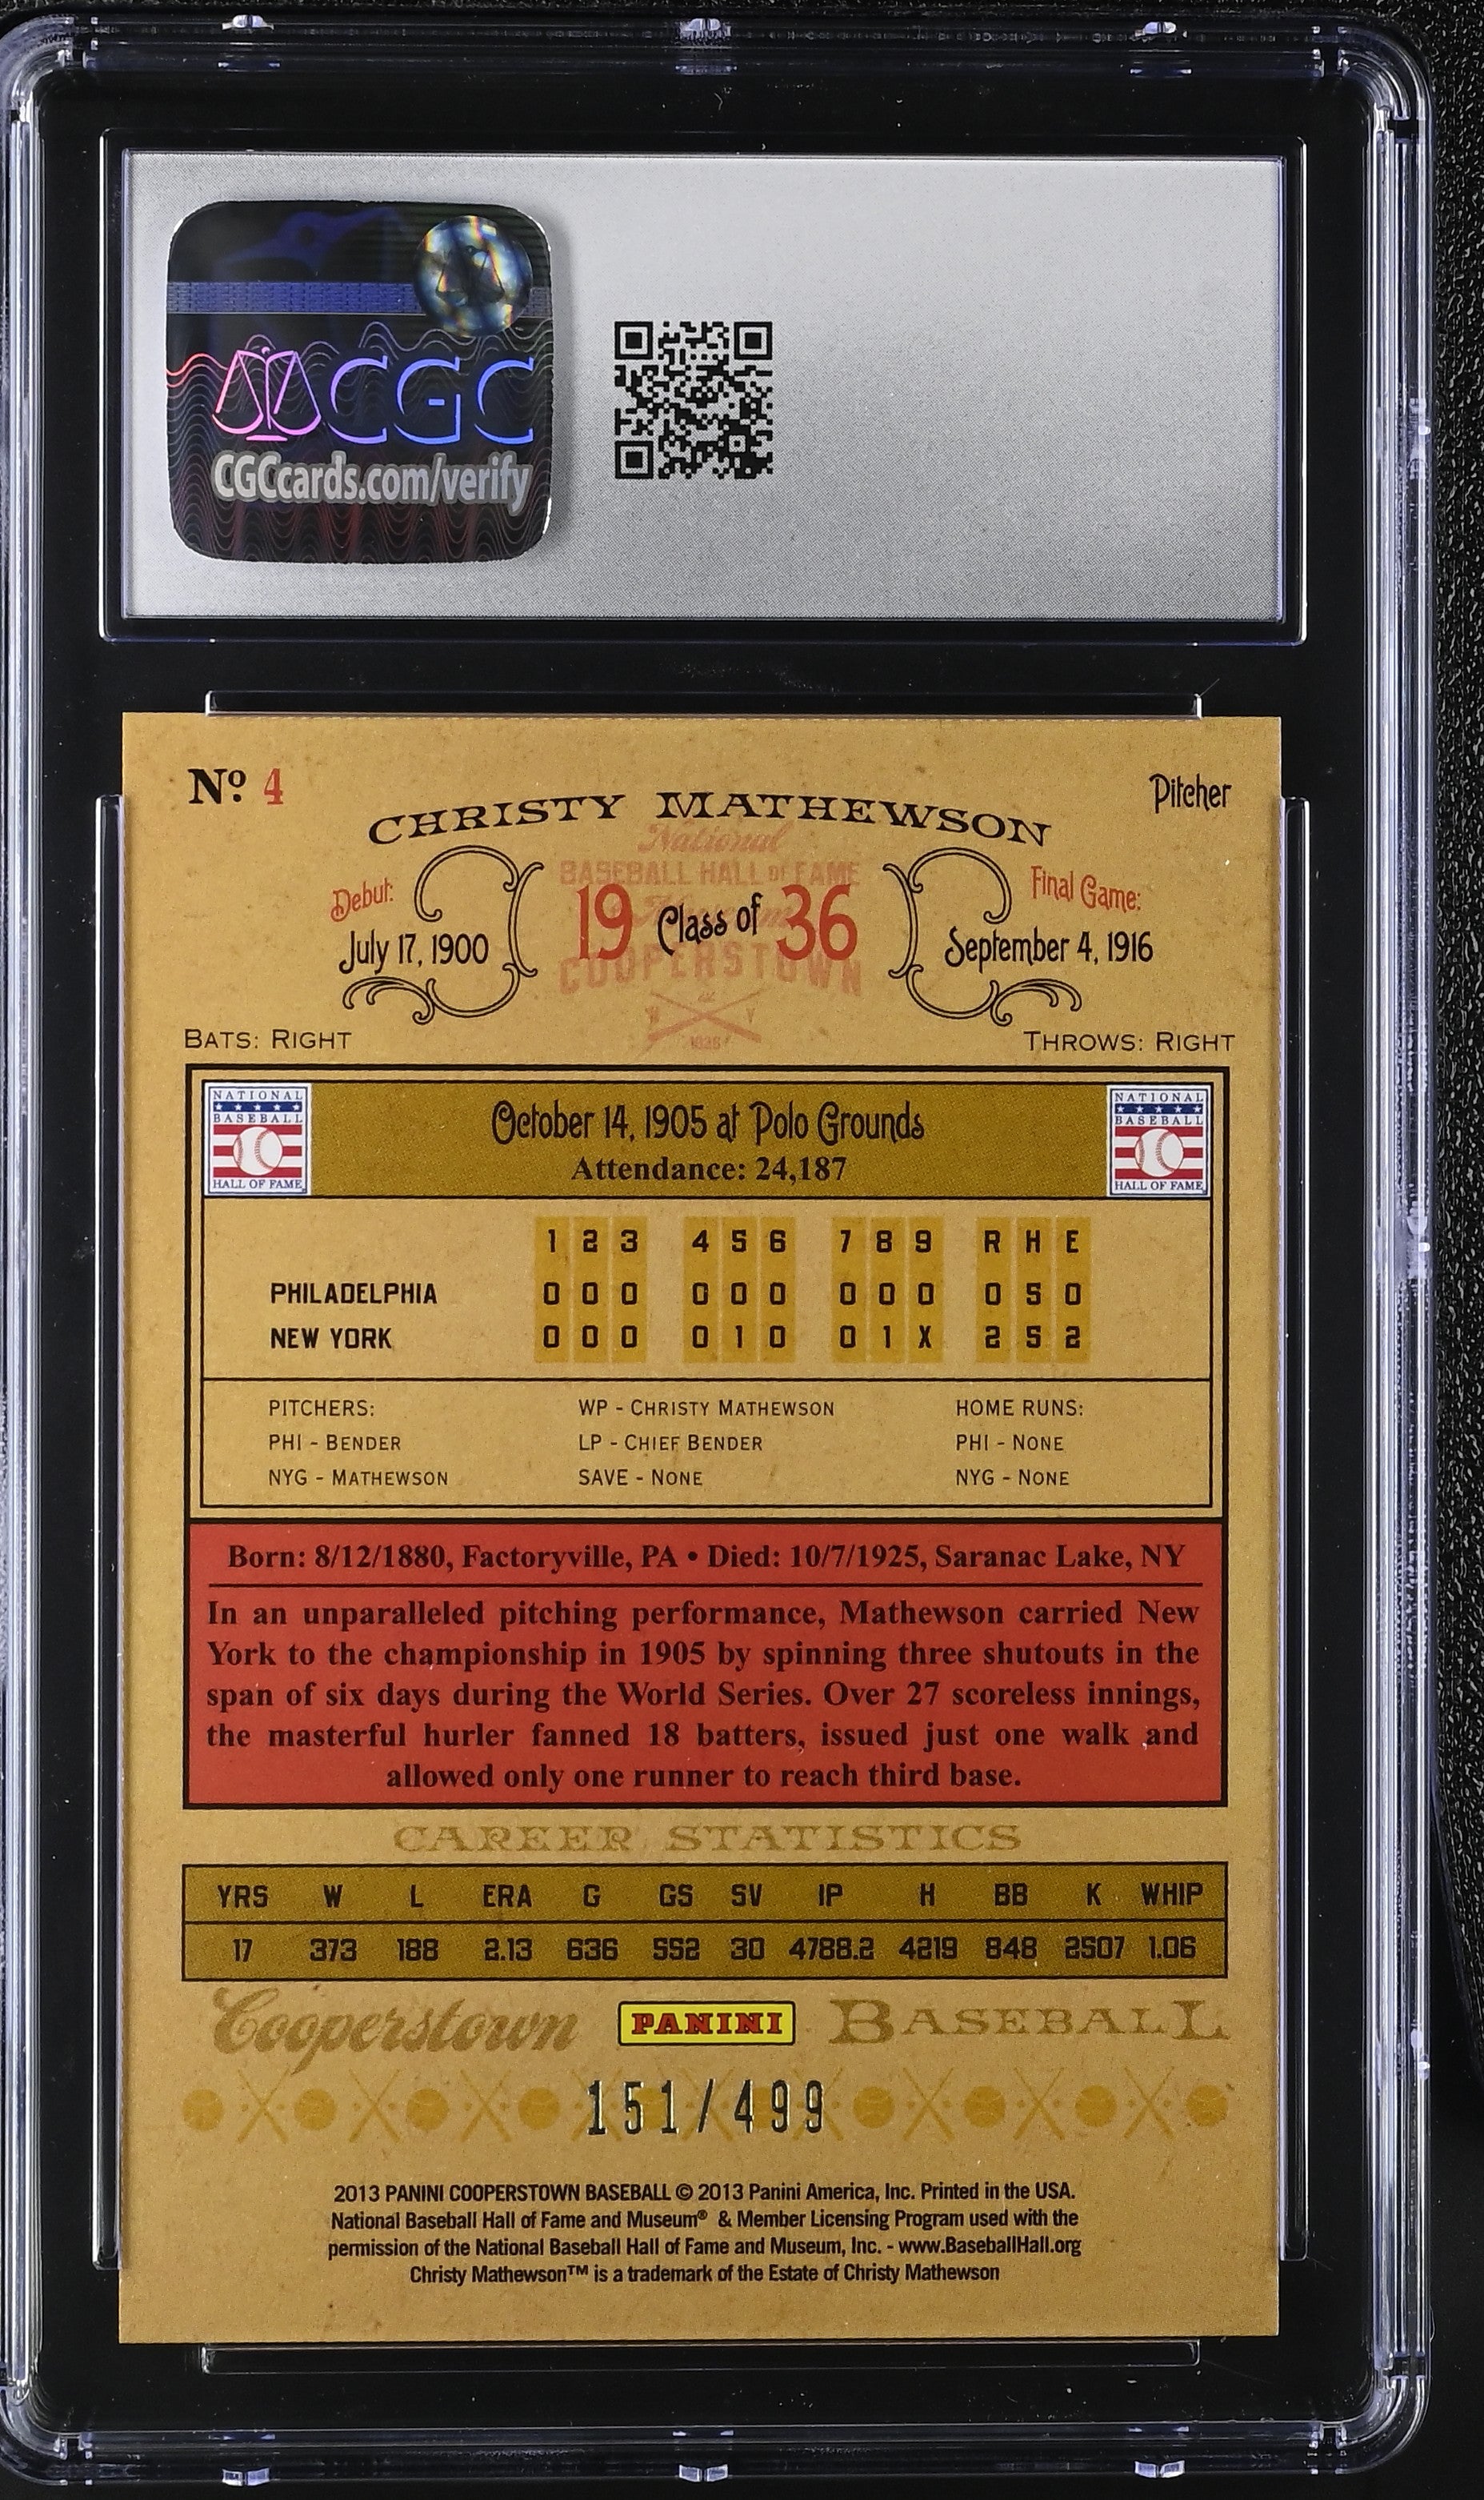 CGC
CGCcards.com/verify
Nº. 4
Pitcher
CHRISTY MATHEWSON
National
BASEBALL HALL OF FAME
Debut:
19 Class of 36
Final Game:
July 17, 1900
September 4, 1916
COOPERSTOWN
BATS: RIGHT
THROWS: RIGHT
NATIONAL BASEBALL HALL OF FAME
October 14, 1905 at Polo Grounds
NATIONAL BASEBALL HALL OF FAME
Attendance: 24,187
1 2 3 4 5 6 7 8 9 R H E
PHILADELPHIA 0 0 0 0 0 0 0 0 0 0 5 0
NEW YORK 0 0 0 0 1 0 0 1 X 2 5 2
PITCHERS: WP - CHRISTY MATHEWSON HOME RUNS:
PHI - BENDER LP - CHIEF BENDER PHI - NONE
NYG - MATHEWSON SAVE - NONE NYG - NONE
Born: 8/12/1880, Factoryville, PA • Died: 10/7/1925, Saranac Lake, NY
In an unparalleled pitching performance, Mathewson carried New
York to the championship in 1905 by spinning three shutouts in the
span of six days during the World Series. Over 27 scoreless innings,
the masterful hurler fanned 18 batters, issued just one walk and
allowed only one runner to reach third base.
CAREER STATISTICS
YRS W L ERA G GS SV IP H BB K WHIP
17 373 188 2.13 636 552 30 4788.2 4219 848 2507 1.06
Cooperstown PANINI BASEBALL
151/499
2013 PANINI COOPERSTOWN BASEBALL © 2013 Panini America, Inc. Printed in the USA.
National Baseball Hall of Fame and Museum® & Member Licensing Program used with the
permission of the National Baseball Hall of Fame and Museum, Inc. - www.BaseballHall.org
Christy Mathewson™ is a trademark of the Estate of Christy Mathewson